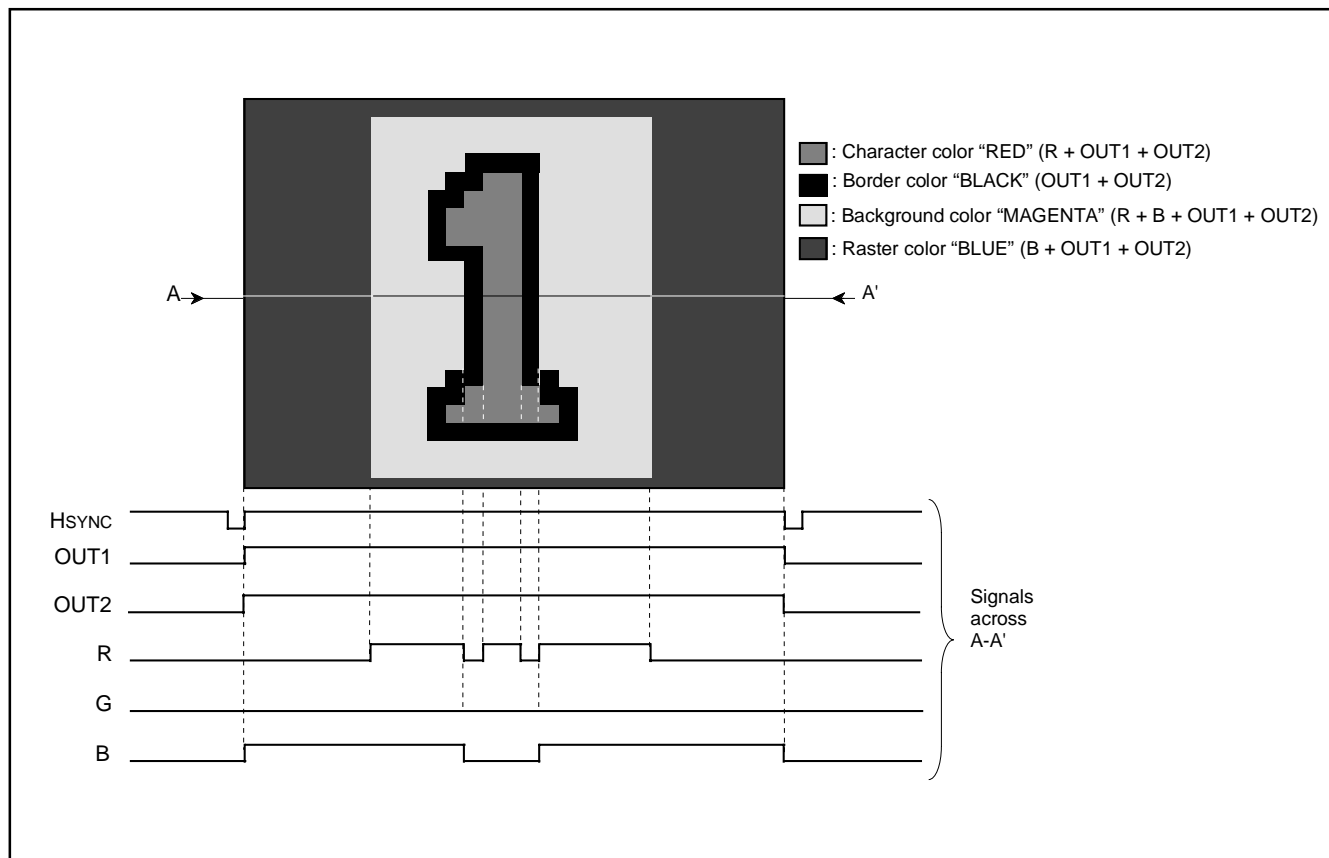 : Character color “RED” (R + OUT1 + OUT2)
: Border color “BLACK” (OUT1 + OUT2)
: Background color “MAGENTA” (R + B + OUT1 + OUT2)
: Raster color “BLUE” (B + OUT1 + OUT2)
A
A'
1
HSYNC
OUT1
OUT2
R
G
B
Signals
across
A-A'